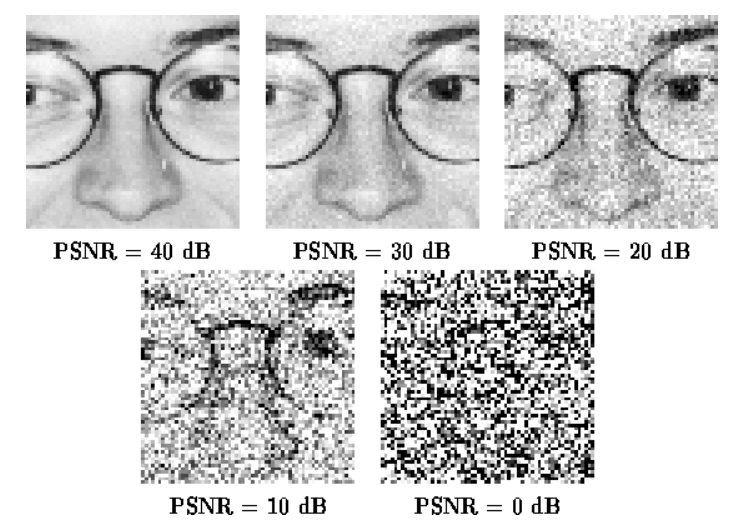 PSNR = 40 dB
PSNR = 30 dB
PSNR = 20 dB
PSNR = 10 dB
PSNR = 0 dB